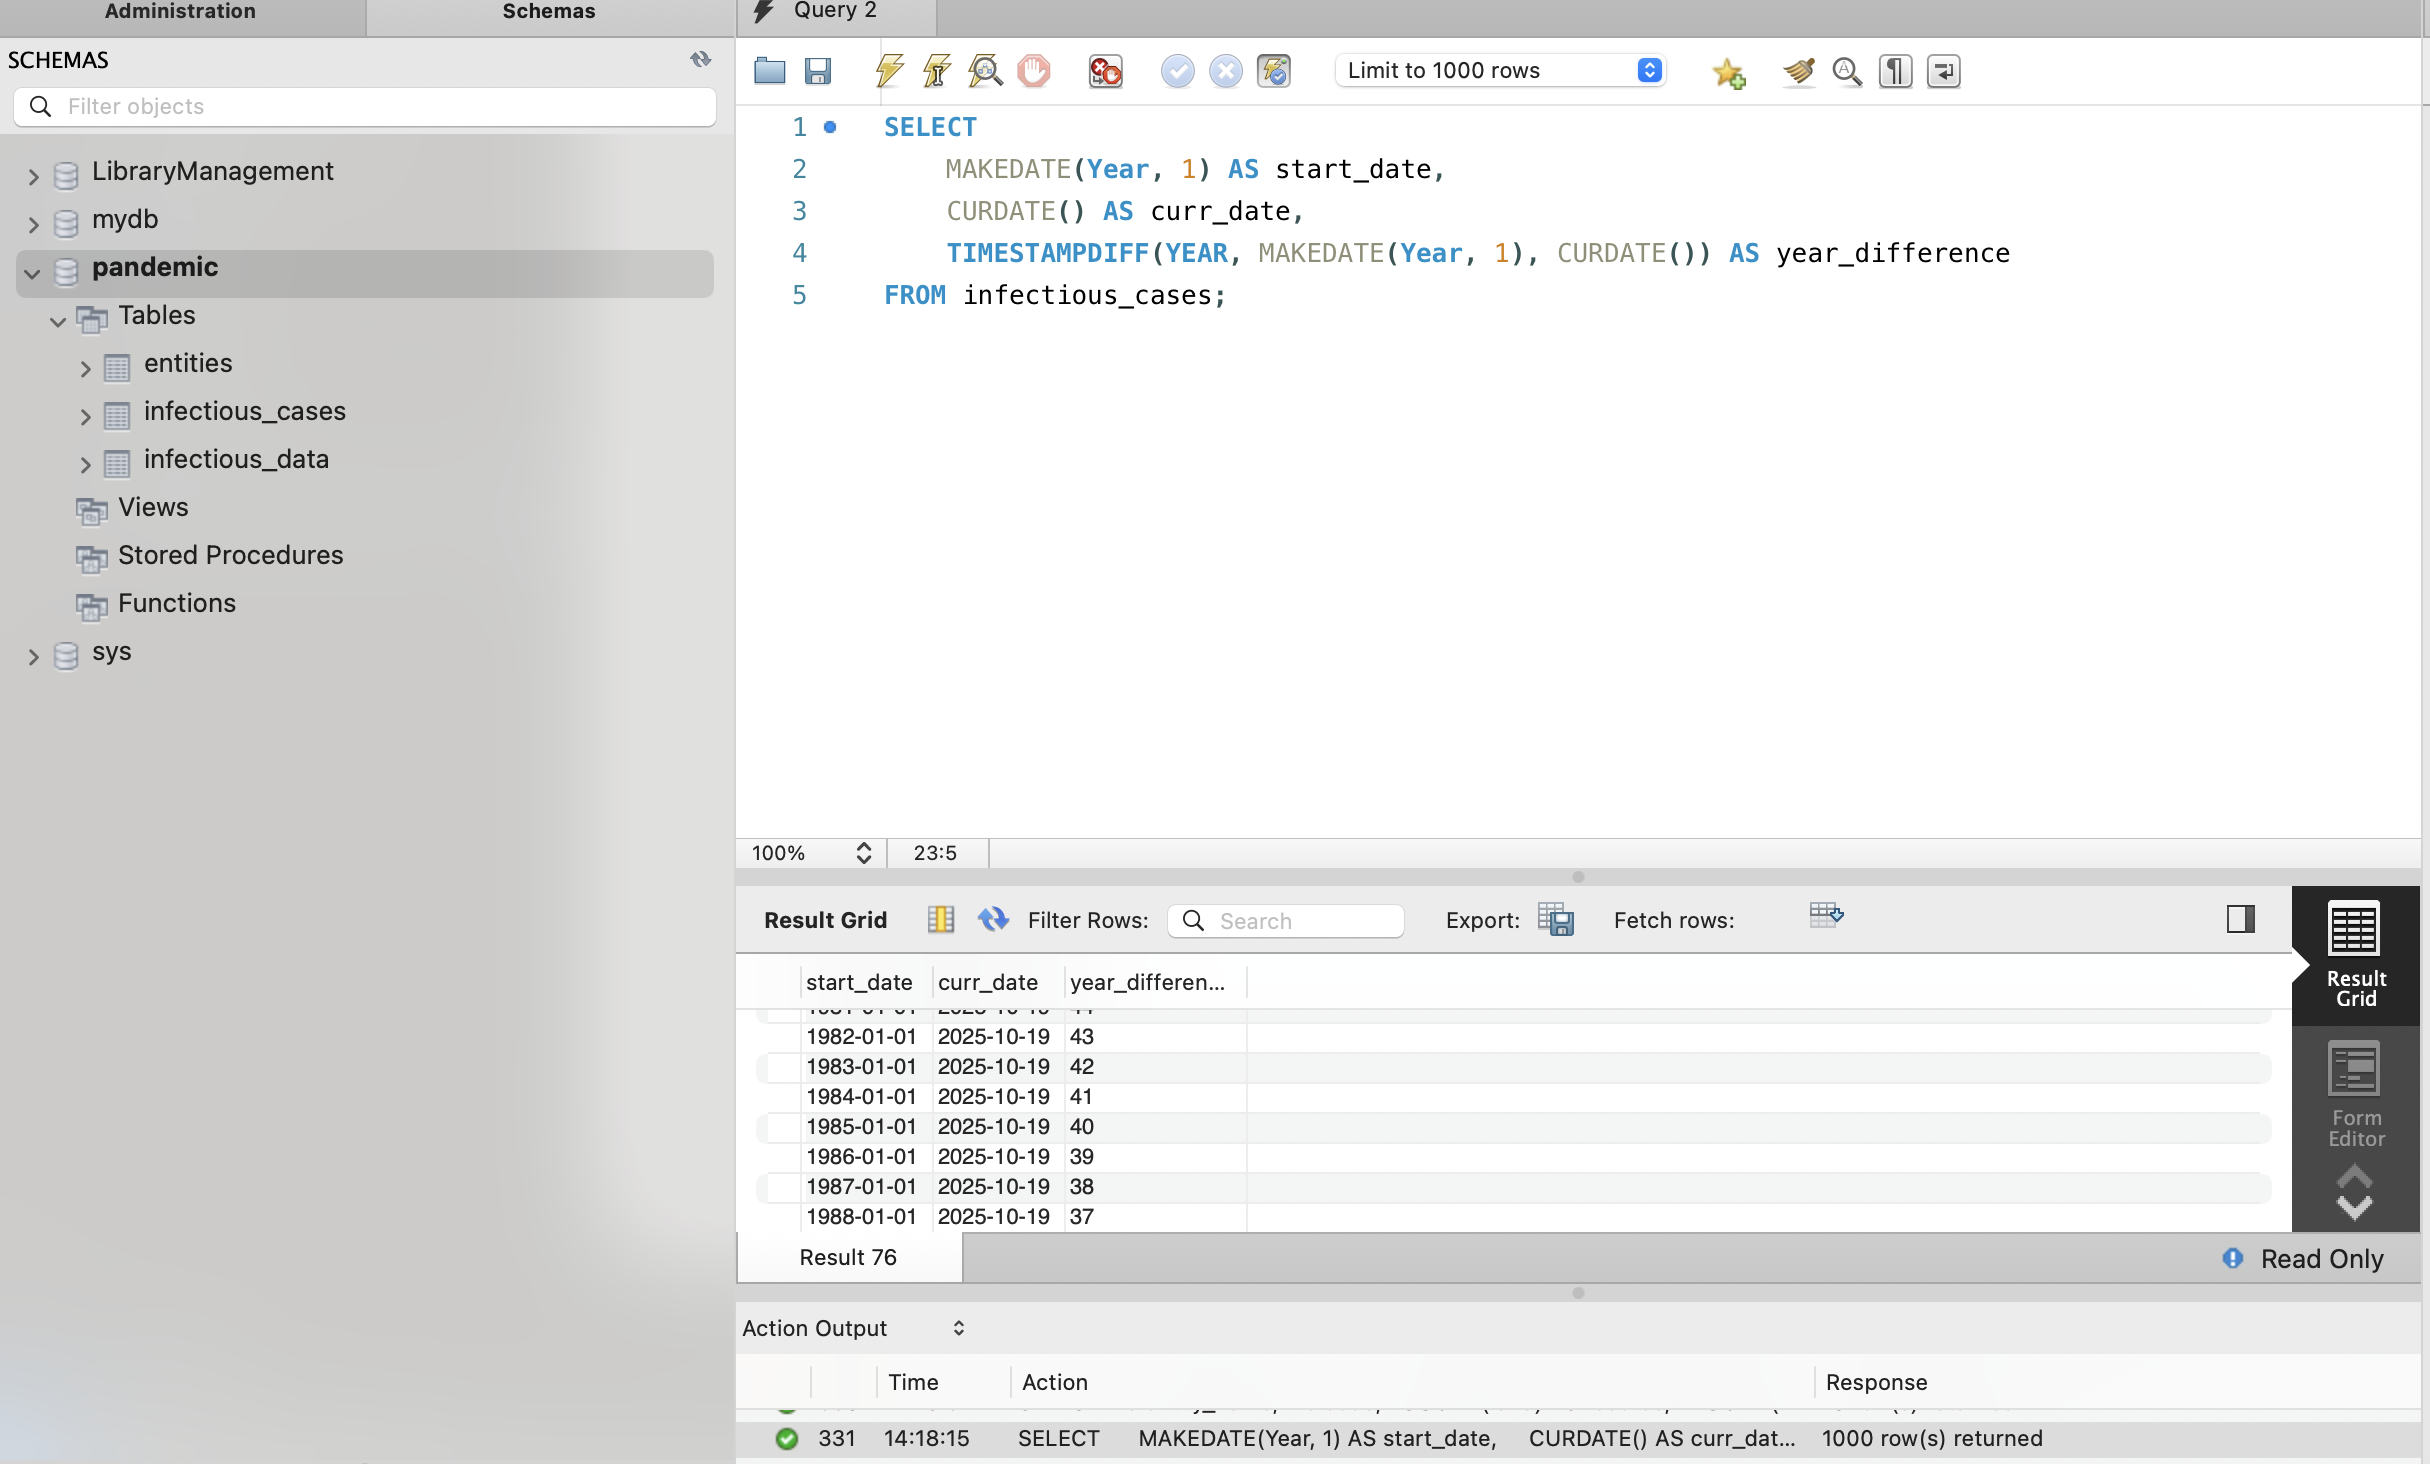 Administration
Schemas
Query 2
SCHEMAS
Filter objects
LibraryManagement
mydb
pandemic
Tables
entities
infectious_cases
infectious_data
Views
Stored Procedures
Functions
sys
Limit to 1000 rows
1 SELECT
2 MAKEDATE(Year, 1) AS start_date,
3 CURDATE() AS curr_date,
4 TIMESTAMPDIFF(YEAR, MAKEDATE(Year, 1), CURDATE()) AS year_difference
5 FROM infectious_cases;
100% 23:5
Result Grid Filter Rows: Search Export: Fetch rows:
start_date curr_date year_differen...
1982-01-01 2025-10-19 43
1983-01-01 2025-10-19 42
1984-01-01 2025-10-19 41
1985-01-01 2025-10-19 40
1986-01-01 2025-10-19 39
1987-01-01 2025-10-19 38
1988-01-01 2025-10-19 37
Result
Grid
Form
Editor
Result 76
Read Only
Action Output
Time Action Response
331 14:18:15 SELECT MAKEDATE(Year, 1) AS start_date, CURDATE() AS curr_dat... 1000 row(s) returned